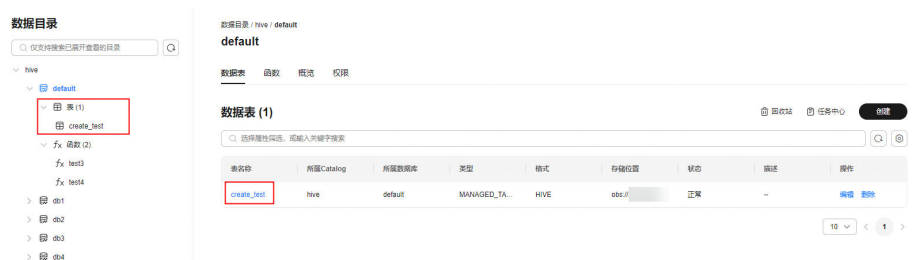 数据目录
仅支持搜索已展开查看的目录
hive
default
表 (1)
create_test
fx 函数 (2)
fx test3
fx test4
db1
db2
db3
db4
数据目录 / hive / default
default
数据表 函数 概览 权限
数据表 (1)
回收站 任务中心 创建
选择属性筛选，或输入关键字搜索
表名称 所属Catalog 所属数据库 类型 格式 存储位置 状态 描述 操作
create_test hive default MANAGED_TA... HIVE obs:// 正常 -- 编辑 删除
10 1